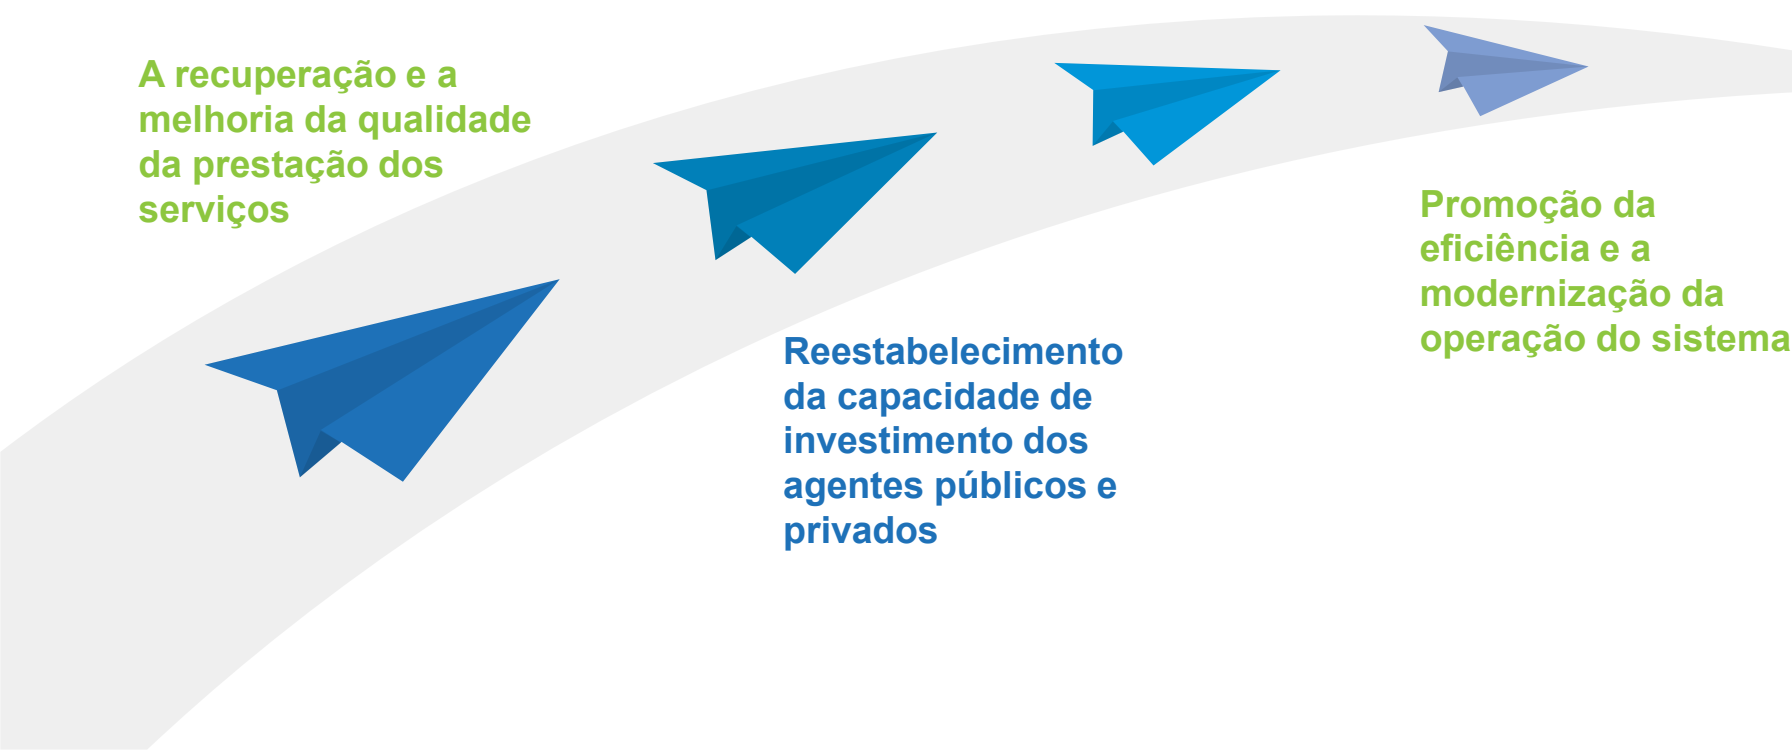 A recuperação e a
melhoria da qualidade
da prestação dos
serviços
Reestabelecimento
da capacidade de
investimento dos
agentes públicos e
privados
Promoção da
eficiência e a
modernização da
operação do sistema